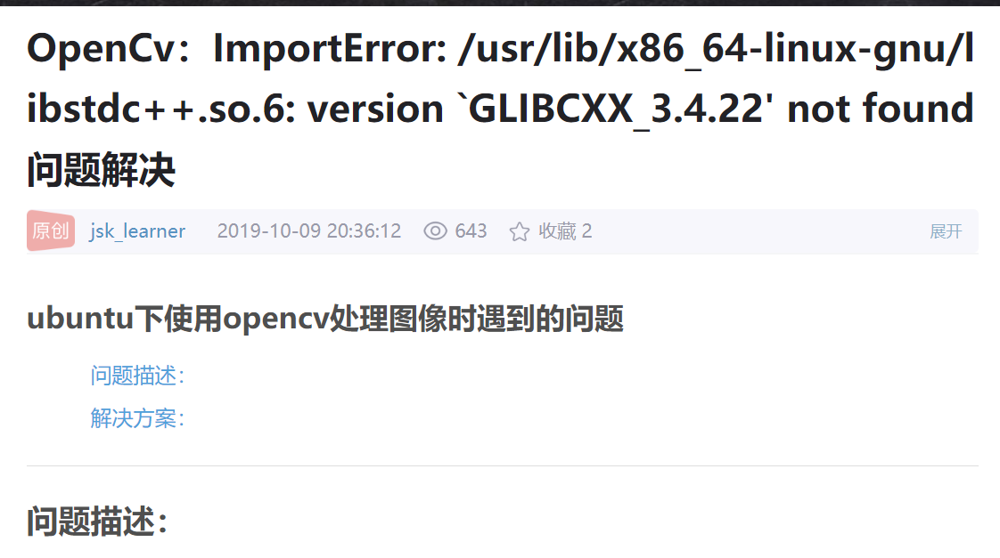 OpenCv：ImportError: /usr/lib/x86_64-linux-gnu/l
ibstdc++.so.6: version `GLIBCXX_3.4.22' not found
问题解决
原创 jsk_learner 2019-10-09 20:36:12 643 收藏 2 展开
ubuntu下使用opencv处理图像时遇到的问题
问题描述：
解决方案：
问题描述：